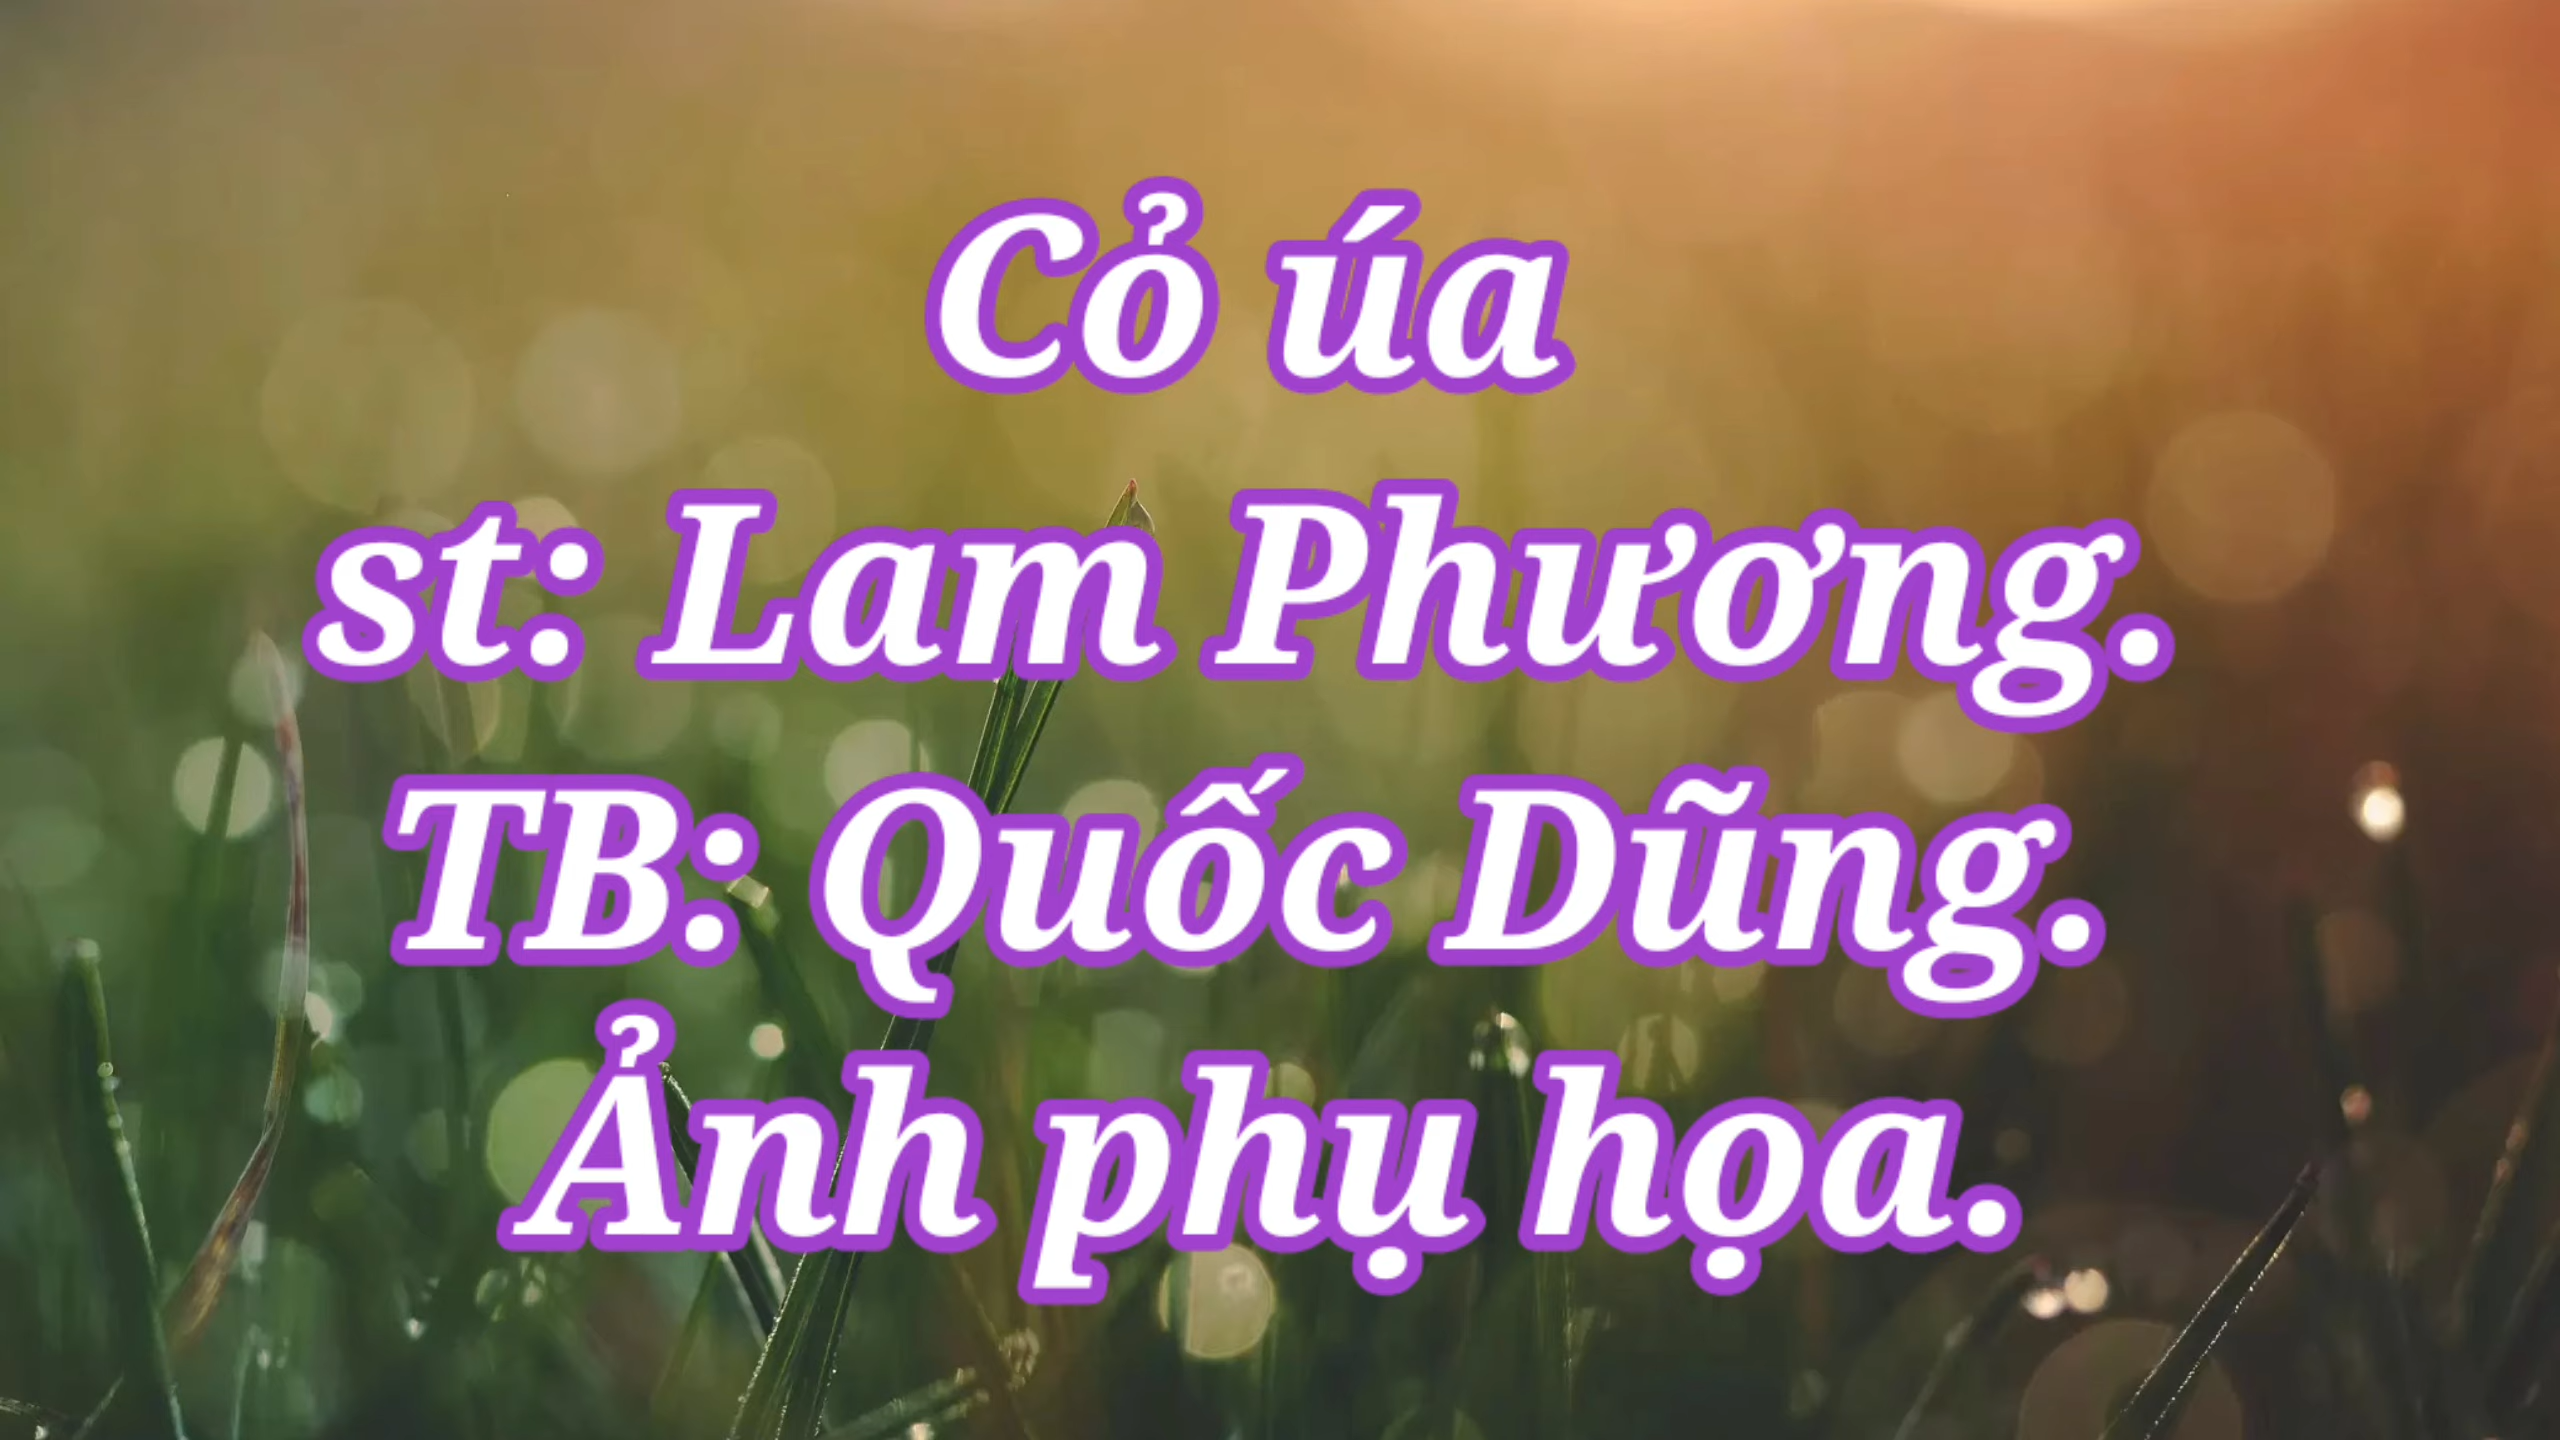 Cỏ úa
st: Lam Phương.
TB: Quốc Dũng.
Ảnh phụ họa.